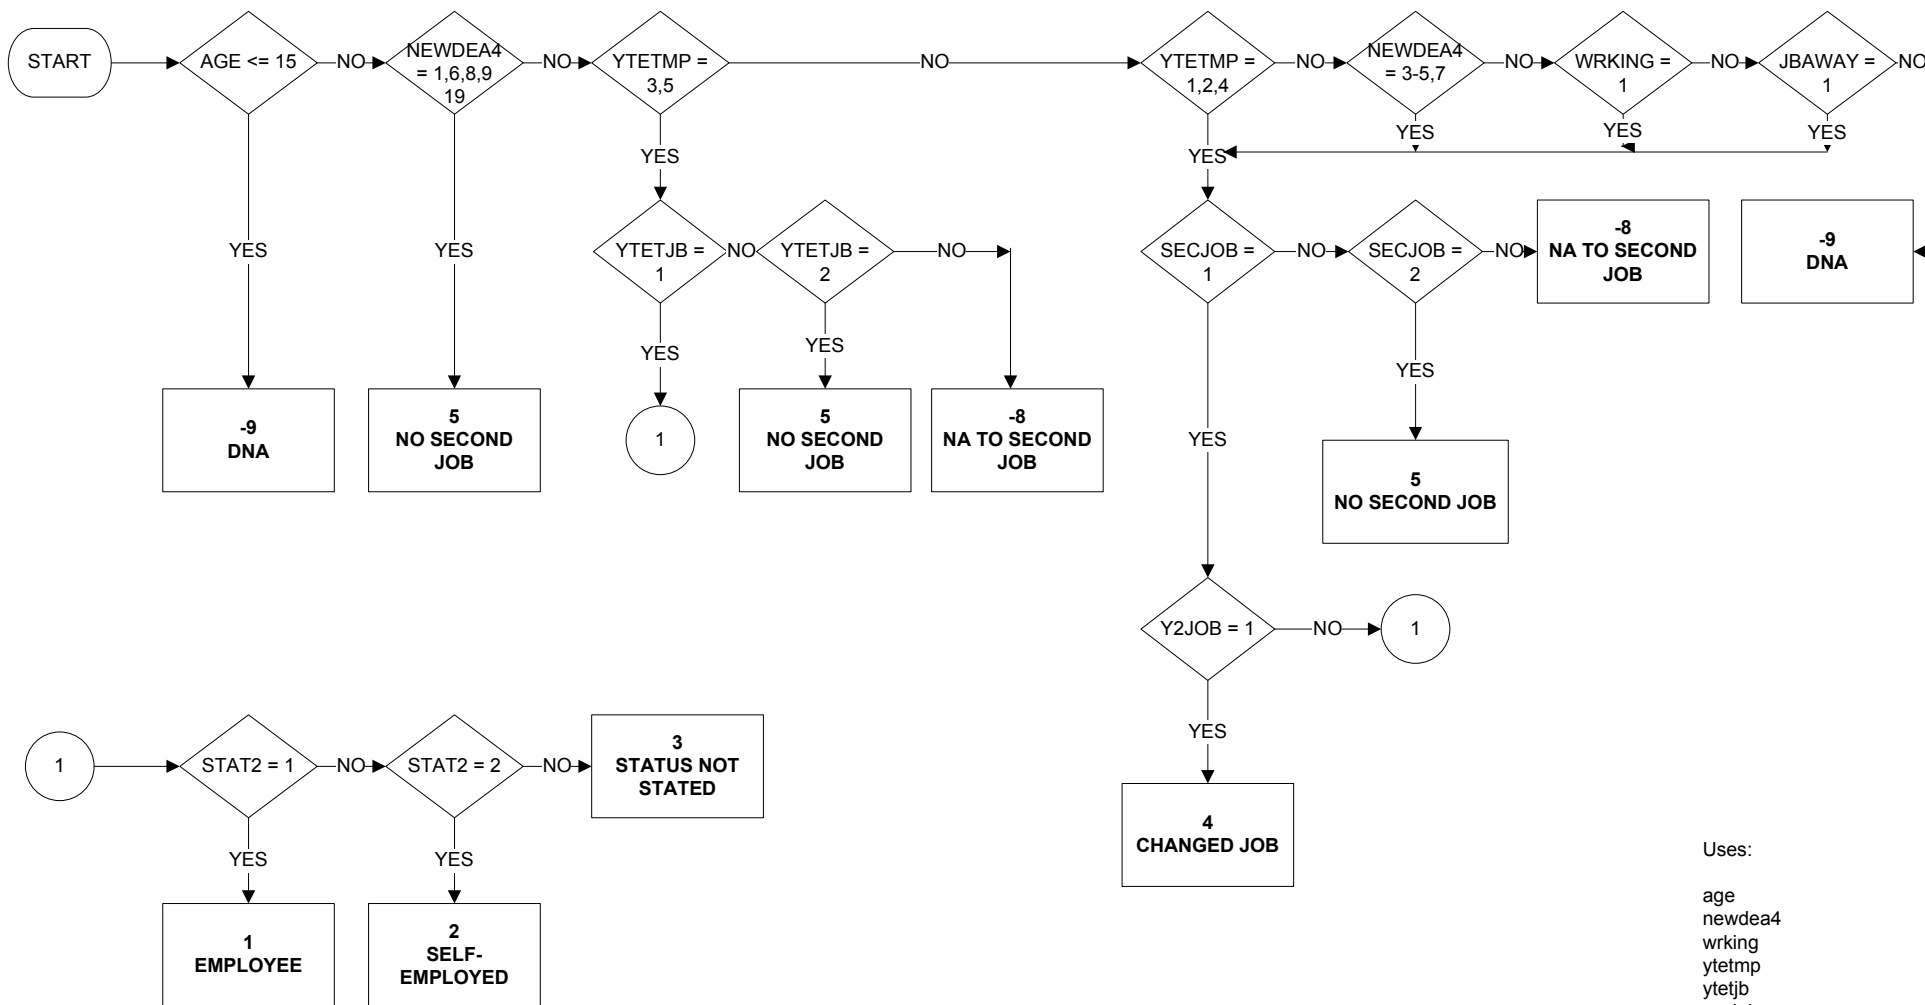 START
AGE <= 15
NO
NEWDEA4
= 1,6,8,9
19
NO
YTETMP =
3,5
NO
YTETMP =
1,2,4
NO
NEWDEA4
= 3-5,7
NO
WRKING =
1
NO
JBAWAY =
1
NO
YES
YES
YES
YES
YES
YES
YES
YTETJB =
1
NO
YTETJB =
2
NO
SECJOB =
1
NO
SECJOB =
2
NO
-8
NA TO SECOND
JOB
-9
DNA
YES
YES
YES
YES
-9
DNA
5
NO SECOND
JOB
1
5
NO SECOND
JOB
-8
NA TO SECOND
JOB
YES
5
NO SECOND JOB
Y2JOB = 1
NO
1
YES
4
CHANGED JOB
1
STAT2 = 1
NO
STAT2 = 2
NO
3
STATUS NOT
STATED
YES
YES
1
EMPLOYEE
2
SELF-
EMPLOYED
Uses:
age
newdea4
wrking
ytetmp
ytetjb